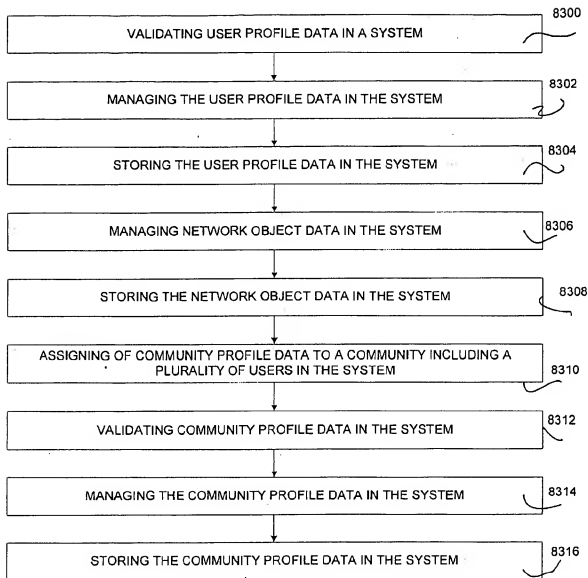 8300
VALIDATING USER PROFILE DATA IN A SYSTEM
8302
MANAGING THE USER PROFILE DATA IN THE SYSTEM
8304
STORING THE USER PROFILE DATA IN THE SYSTEM
8306
MANAGING NETWORK OBJECT DATA IN THE SYSTEM
8308
STORING THE NETWORK OBJECT DATA IN THE SYSTEM
ASSIGNING OF COMMUNITY PROFILE DATA TO A COMMUNITY INCLUDING A
PLURALITY OF USERS IN THE SYSTEM
8310
8312
VALIDATING COMMUNITY PROFILE DATA IN THE SYSTEM
8314
MANAGING THE COMMUNITY PROFILE DATA IN THE SYSTEM
8316
STORING THE COMMUNITY PROFILE DATA IN THE SYSTEM